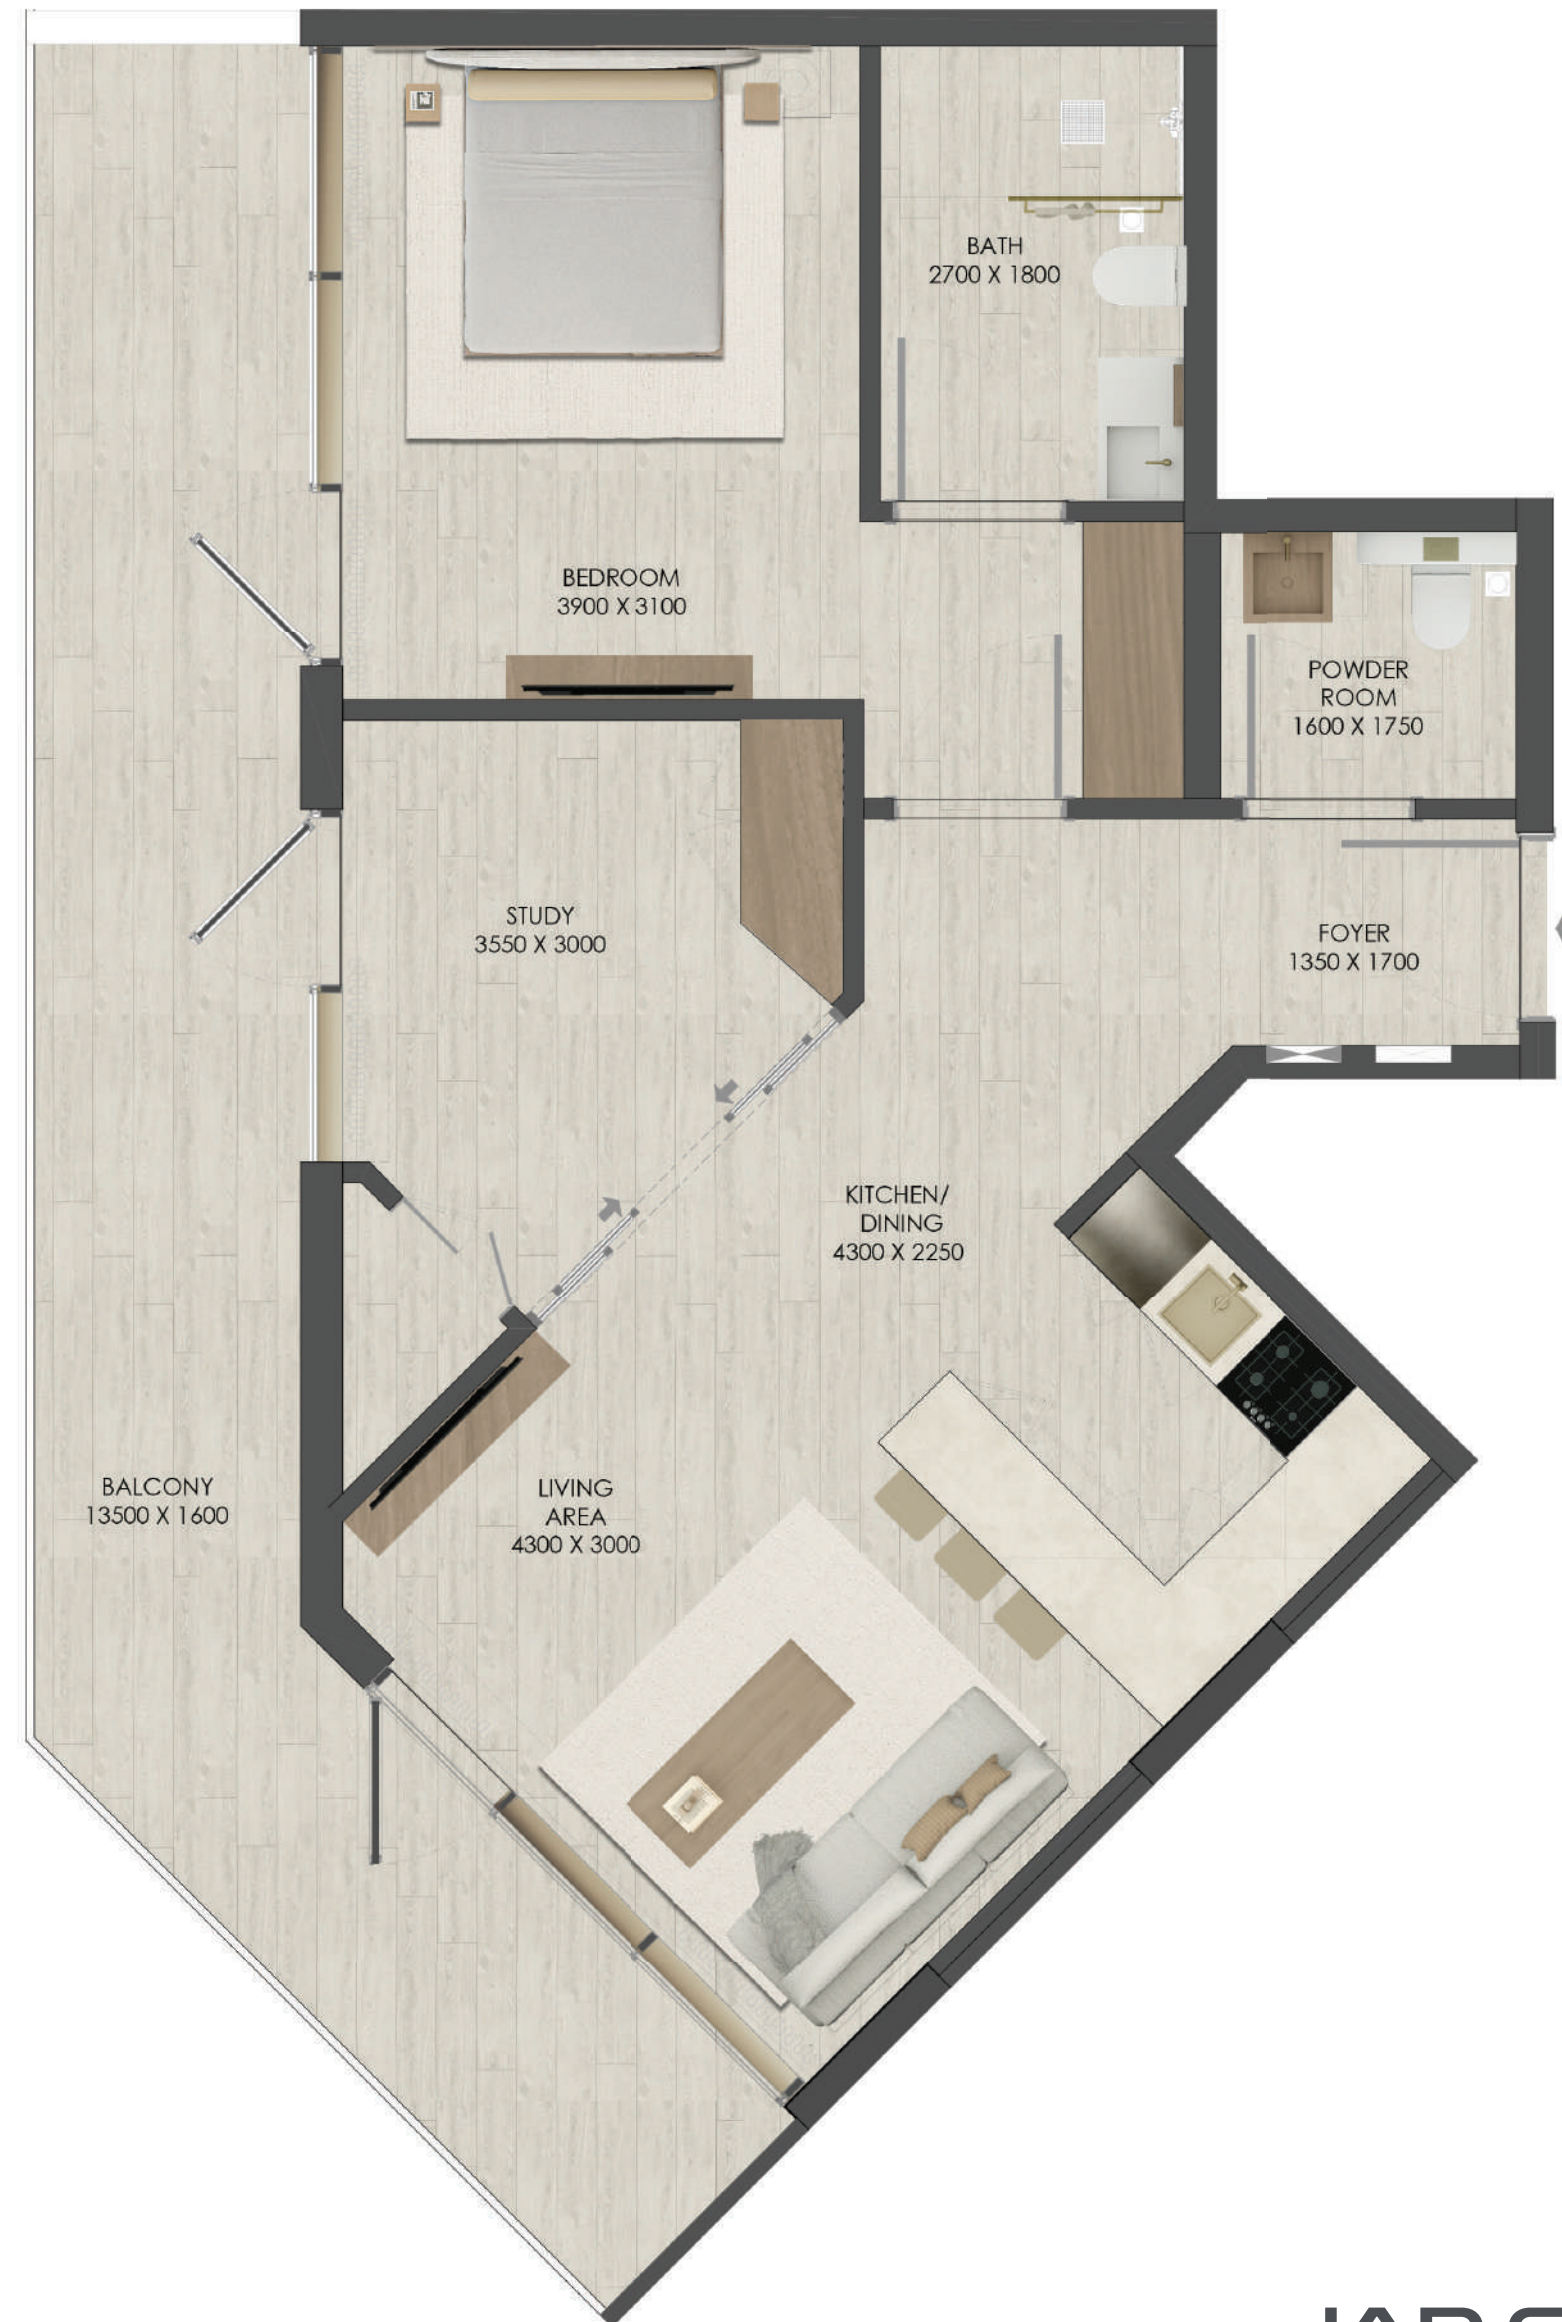 BATH
2700 X 1800
BEDROOM
3900 X 3100
POWDER
ROOM
1600 X 1750
STUDY
3550 X 3000
FOYER
1350 X 1700
KITCHEN/
DINING
4300 X 2250
BALCONY
13500 X 1600
LIVING
AREA
4300 X 3000